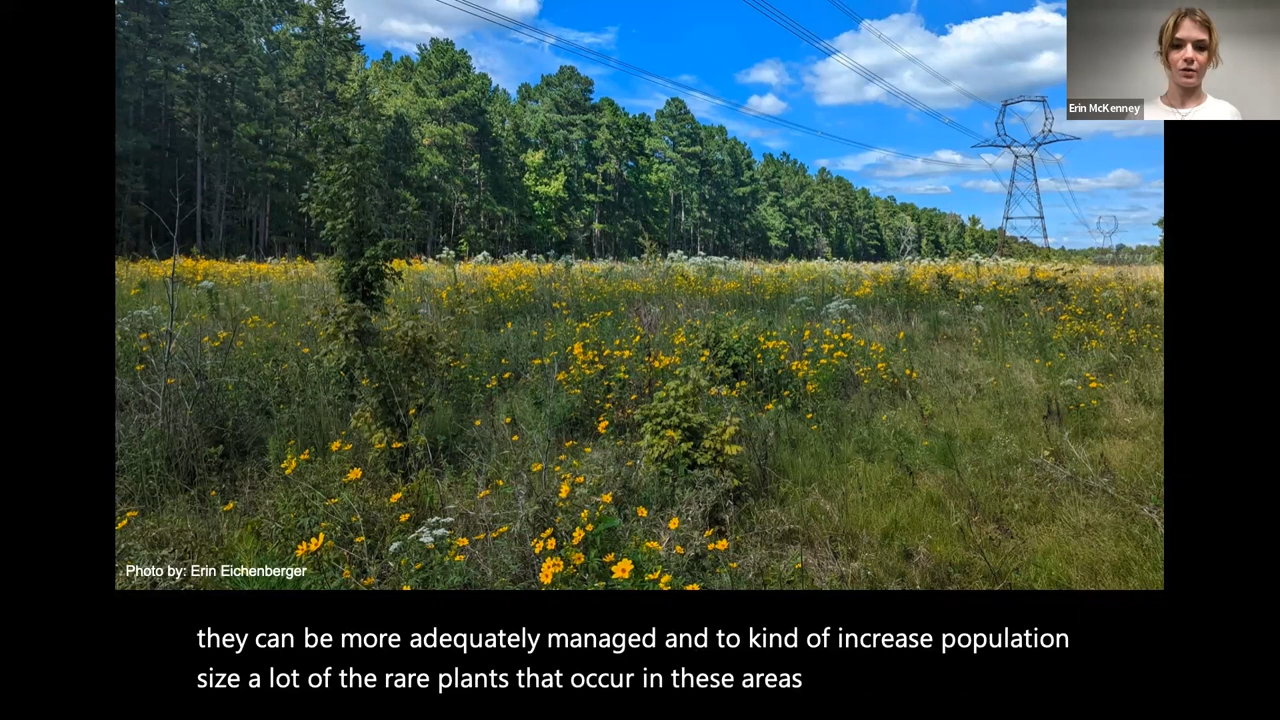 Erin McKenney
Photo by: Erin Eichenberger
they can be more adequately managed and to kind of increase population
size a lot of the rare plants that occur in these areas